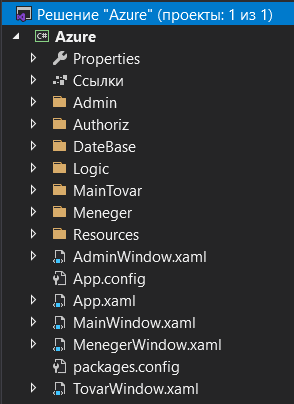 Решение "Azure" (проекты: 1 из 1)
C# Azure
Properties
Ссылки
Admin
Authoriz
DateBase
Logic
MainTovar
Meneger
Resources
AdminWindow.xaml
App.config
App.xaml
MainWindow.xaml
MenegerWindow.xaml
packages.config
TovarWindow.xaml